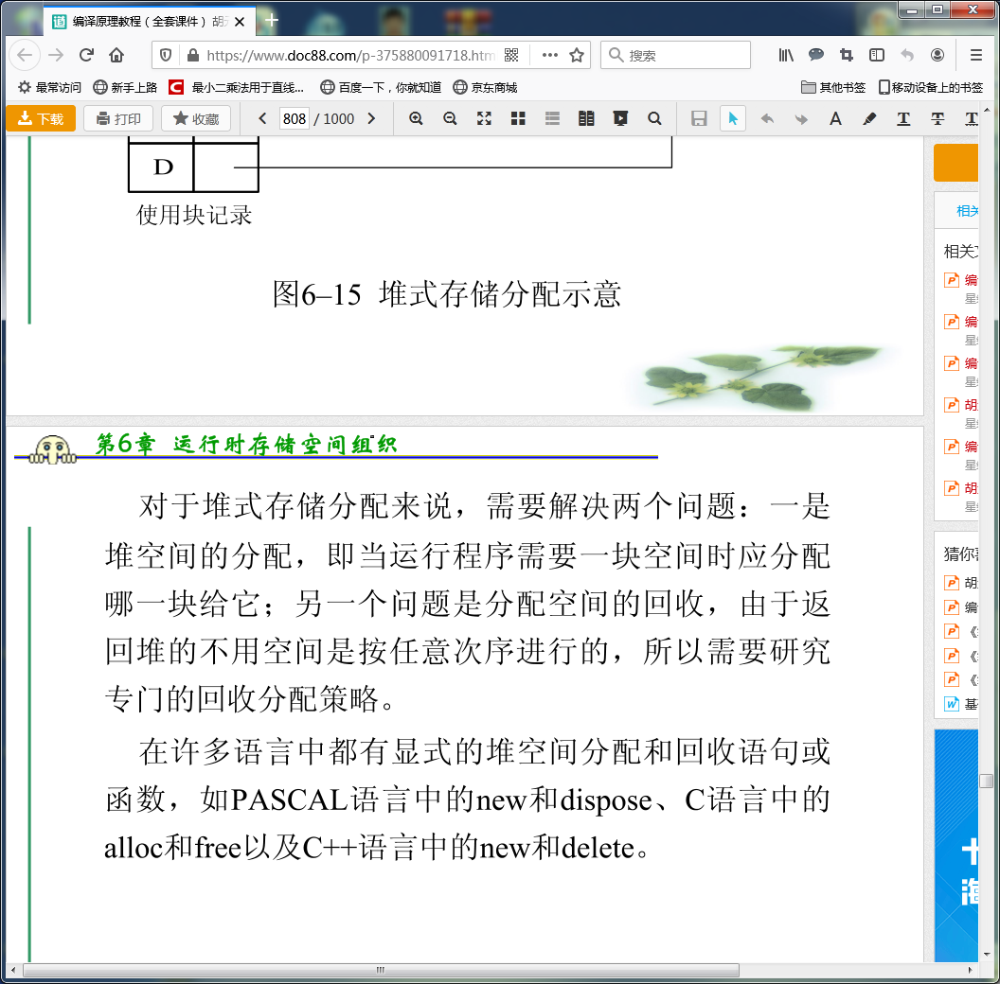 编译原理教程（全套课件）胡
https://www.doc88.com/p-375880091718.htm
搜索
最常访问
新手上路
最小二乘法用于直线...
百度一下，你就知道
京东商城
其他书签
移动设备上的书签
下载
打印
收藏
808 / 1000
D
使用块记录
图6–15 堆式存储分配示意
第6章 运行时存储空间组织
对于堆式存储分配来说，需要解决两个问题：一是
堆空间的分配，即当运行程序需要一块空间时应分配
哪一块给它；另一个问题是分配空间的回收，由于返
回堆的不用空间是按任意次序进行的，所以需要研究
专门的回收分配策略。
在许多语言中都有显式的堆空间分配和回收语句或
函数，如PASCAL语言中的new和dispose、C语言中的
alloc和free以及C++语言中的new和delete。
相关
相关
编
星
编
星
编
星
胡
星
编
星
胡
星
猜你喜
胡
编
《
《
《
基